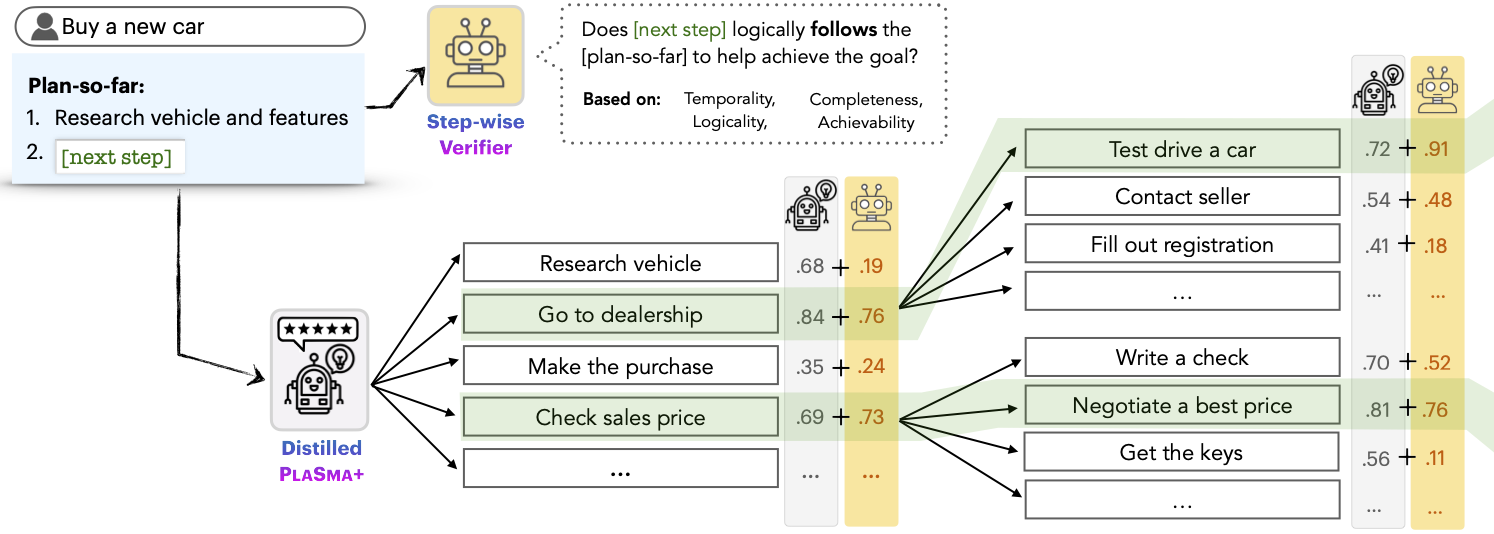 Buy a new car
Plan-so-far:
1. Research vehicle and features
2. [next step]
Step-wise
Verifier
Does [next step] logically follows the
[plan-so-far] to help achieve the goal?
Based on: Temporality, Completeness,
Logicality, Achievability
Distilled
PLASMA+
Research vehicle .68 + .19
Go to dealership .84 + .76
Make the purchase .35 + .24
Check sales price .69 + .73
... ... ...
Test drive a car .72 + .91
Contact seller .54 + .48
Fill out registration .41 + .18
... ... ...
Write a check .70 + .52
Negotiate a best price .81 + .76
Get the keys .56 + .11
... ... ...